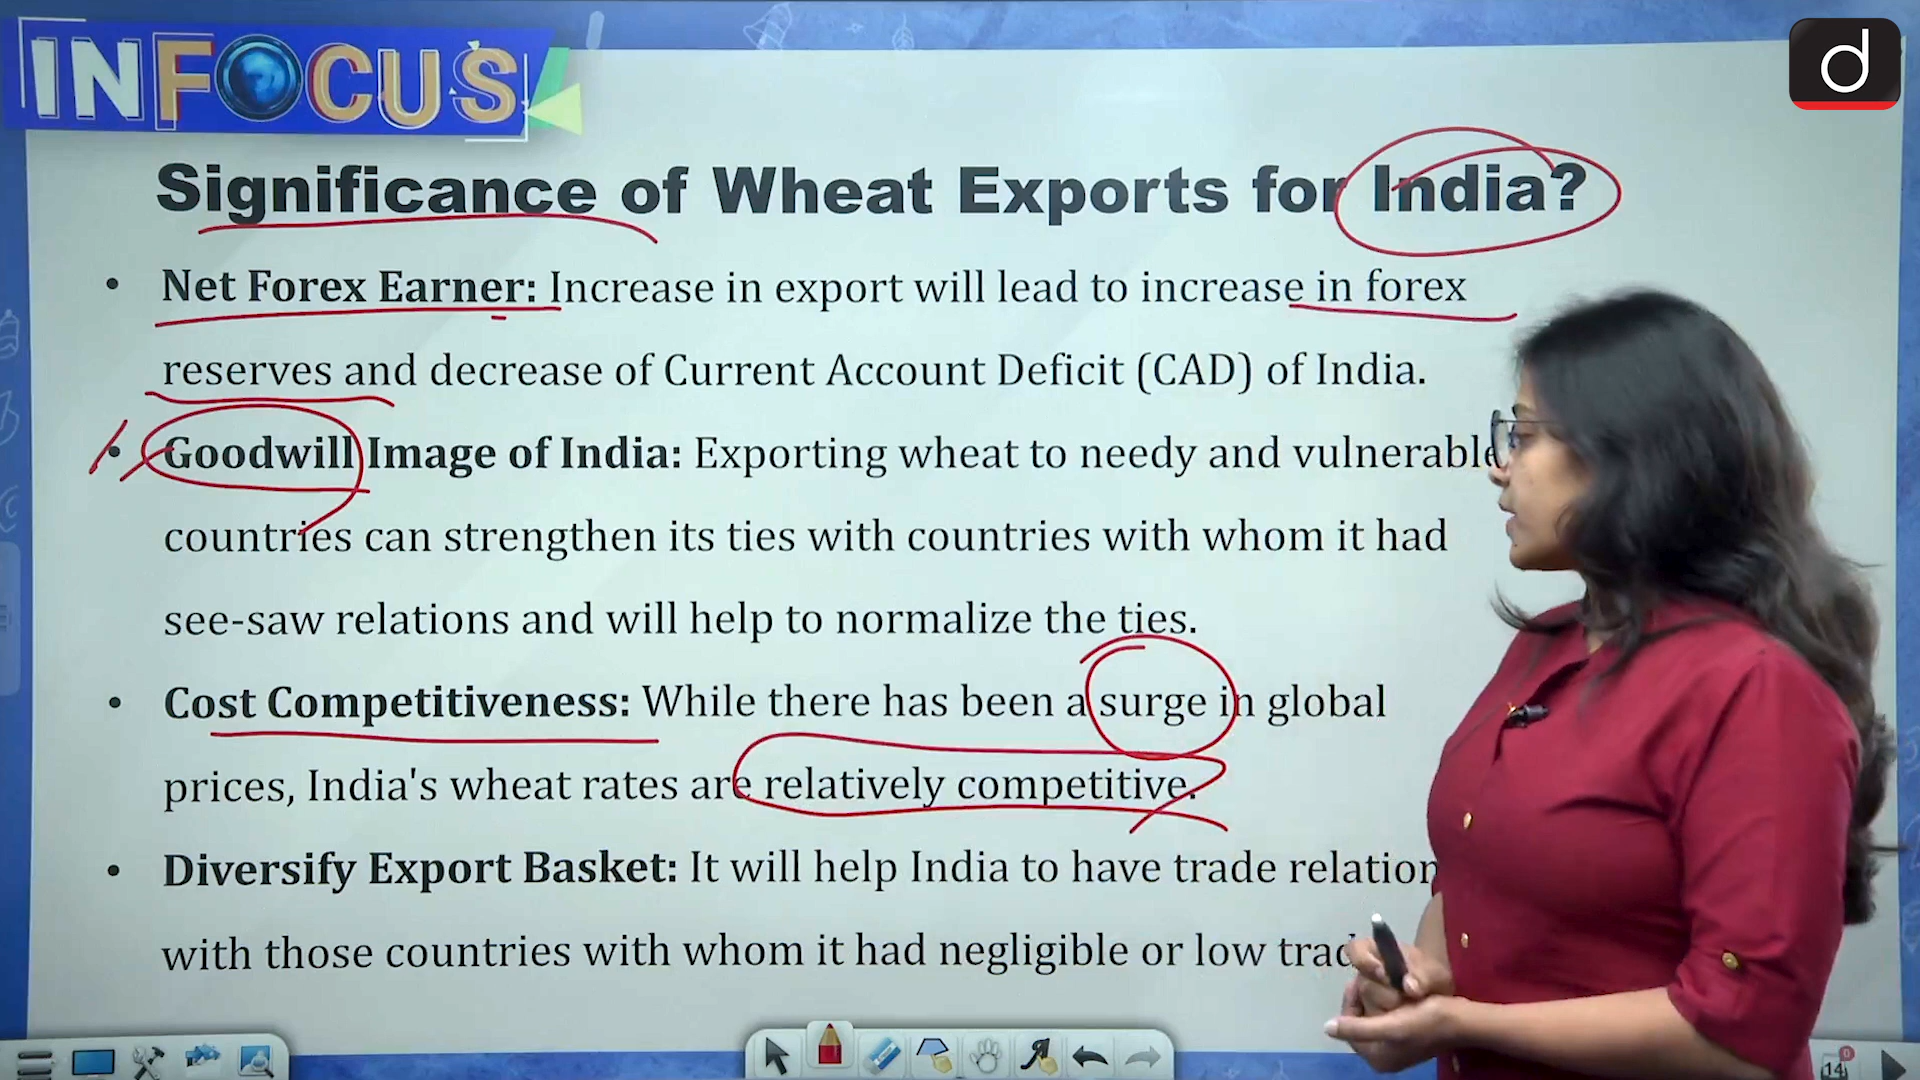 INFOCUS
d
Significance of Wheat Exports for India?
• Net Forex Earner: Increase in export will lead to increase in forex
reserves and decrease of Current Account Deficit (CAD) of India.
• Goodwill Image of India: Exporting wheat to needy and vulnerable
countries can strengthen its ties with countries with whom it had
see-saw relations and will help to normalize the ties.
• Cost Competitiveness: While there has been a surge in global
prices, India's wheat rates are relatively competitive.
• Diversify Export Basket: It will help India to have trade relation
with those countries with whom it had negligible or low trad
14
0